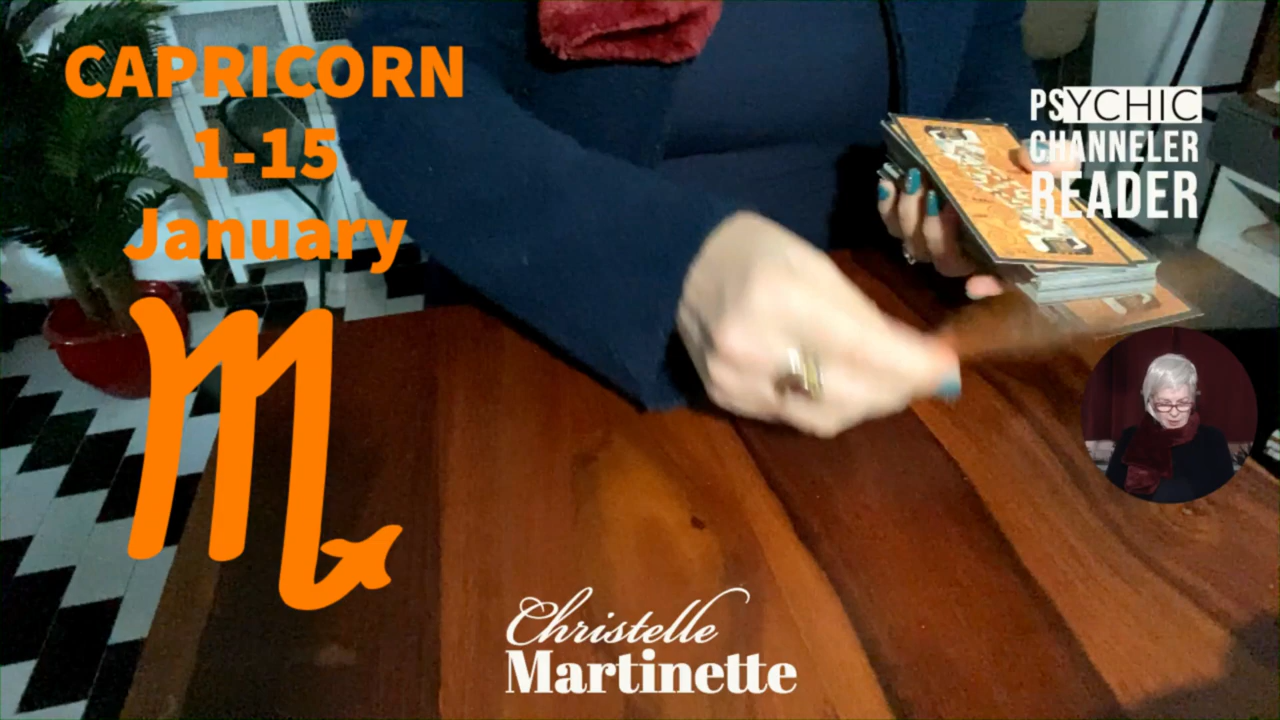 CAPRICORN
1-15
January
PSYCHIC
CHANNELER
READER
Christelle
Martinette